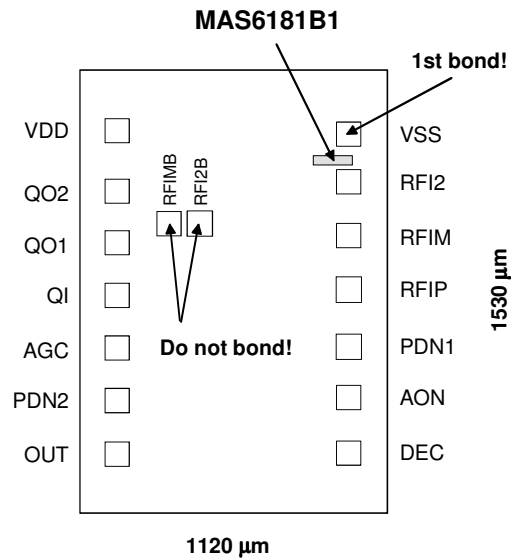 MAS6181B1
1st bond!
VDD
VSS
RFIMB
RFI2B
RFI2
QO2
RFIM
QO1
RFIP
QI
1530 µm
AGC
Do not bond!
PDN1
PDN2
AON
OUT
DEC
1120 µm